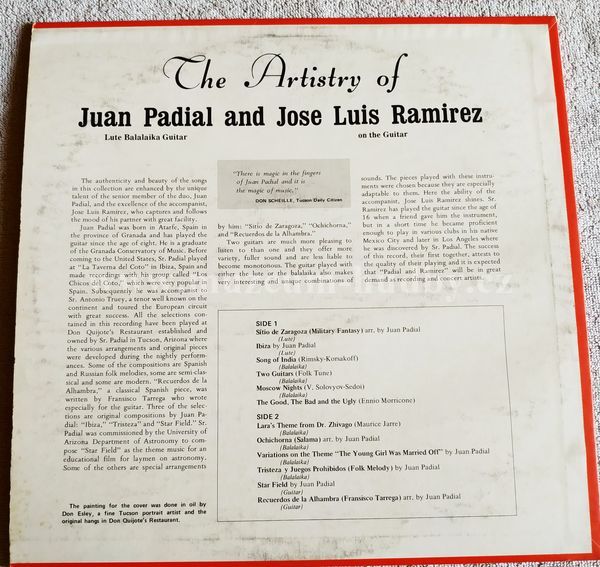 The Artistry of
Juan Padial and Jose Luis Ramirez
Lute Balalaika Guitar
on the Guitar
The authenticity and beauty of the songs
in this collection are enhanced by the unique
talent of the senior member of the duo, Juan
Padial, and the excellence of the accompanist,
Jose Luis Ramirez, who captures and follows
the mood of his partner with great facility.
Juan Padial was born in Atarfe, Spain in
the province of Granada and has played the
guitar since the age of eight. He is a graduate
of the Granada Conservatory of Music. Before
coming to the United States, Sr. Padial played
at "La Taverna del Coto" in Ibiza, Spain and
made recordings with his group called "Los
Chicos del Coto," which were very popular in
Spain. Subsequently he was accompanist to
Sr. Antonio Truey, a tenor well known on the
continent and toured the European circuit
with great success. All the selections con-
tained in this recording have been played at
Don Quijote's Restaurant established and
owned by Sr. Padial in Tucson, Arizona where
the various arrangements and original pieces
were developed during the nightly perform-
ances. Some of the compositions are Spanish
and Russian folk melodies, some are semi-clas-
sical and some are modern. "Recuerdos de la
Alhambra," a classical Spanish piece, was
written by Fransisco Tarrega who wrote
especially for the guitar. Three of the selec-
tions are original compositions by Juan Pa-
dial: "Ibiza," "Tristeza" and "Star Field." Sr.
Padial was commissioned by the University of
Arizona Department of Astronomy to com-
pose "Star Field" as the theme music for an
educational film for laymen on astronomy.
Some of the others are special arrangements
"There is magic in the fingers
of Juan Padial and it is
the magic of music,"
DON SCHEILLE, Tucson Daily Citizen
by him: "Sitio de Zaragoza," "Ochichorna,"
and "Recuerdos de la Alhambra."
Two guitars are much more pleasing to
listen to than one and they offer more
variety, fuller sound and are less liable to
become monotonous. The guitar played with
either the lute or the balalaika also makes
very interesting and unique combinations of
sounds. The pieces played with these instru-
ments were chosen because they are especially
adaptable to them. Here the ability of the
accompanist, Jose Luis Ramirez shines. Sr.
Ramirez has played the guitar since the age of
16 when a friend gave him the instrument,
but in a short time he became proficient
enough to play in various clubs in his native
Mexico City and later in Los Angeles where
he was discovered by Sr. Padial. The success
of this record, their first together, attests to
the quality of their playing and it is expected
that "Padial and Ramirez" will be in great
demand as recording and concert artists.
SIDE 1
Sitio de Zaragoza (Military Fantasy) arr. by Juan Padial
(Lute)
Ibiza by Juan Padial
(Lute)
Song of India (Rimsky-Korsakoff)
(Balalaika)
Two Guitars (Folk Tune)
(Balalaika)
Moscow Nights (V. Solovyov-Sedoi)
(Balalaika)
The Good, The Bad and the Ugly (Ennio Morricone)
SIDE 2
Lara's Theme from Dr. Zhivago (Maurice Jarre)
(Balalaika)
Ochichorna (Salama) arr. by Juan Padial
(Balalaika)
Variations on the Theme "The Young Girl Was Married Off" by Juan Padial
(Balalaika)
Tristeza y Juegos Prohibidos (Folk Melody) by Juan Padial
(Balalaika)
Star Field by Juan Padial
(Guitar)
Recuerdos de la Alhambra (Fransisco Tarrega) arr. by Juan Padial
(Guitar)
The painting for the cover was done in oil by
Don Esley, a fine Tucson portrait artist and the
original hangs in Don Quijote's Restaurant.